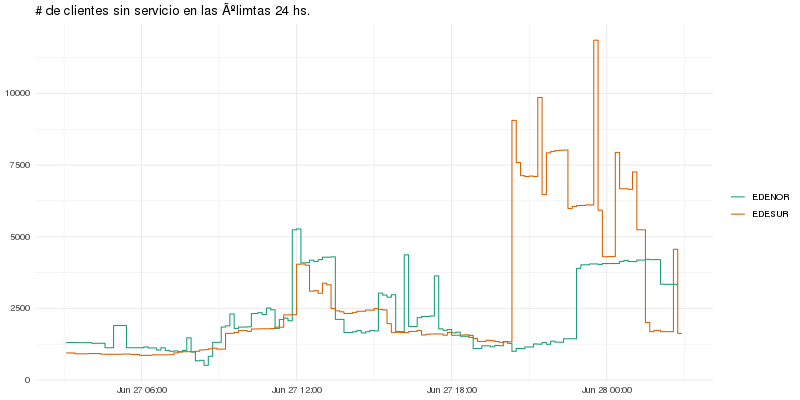 # de clientes sin servicio en las Ãºlimtas 24 hs.
10000
7500
5000
2500
0
Jun 27 06:00
Jun 27 12:00
Jun 27 18:00
Jun 28 00:00
EDENOR
EDESUR